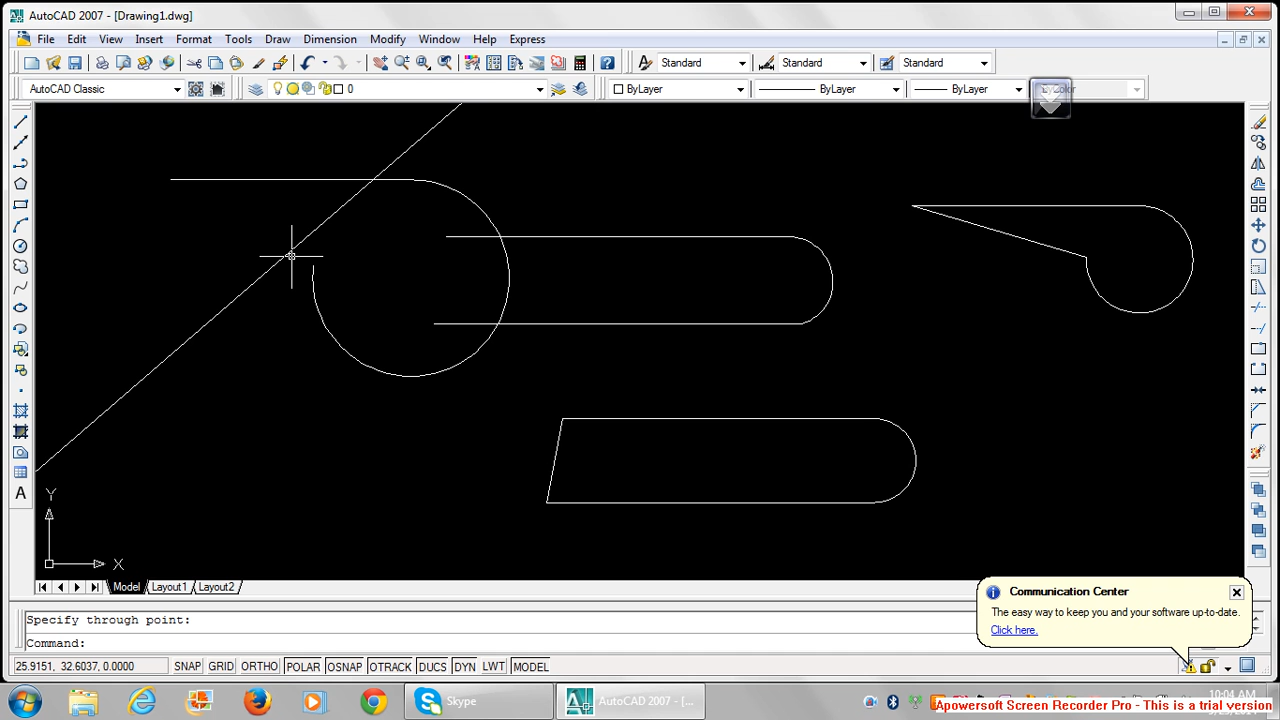 AutoCAD 2007 - [Drawing1.dwg]
File Edit View Insert Format Tools Draw Dimension Modify Window Help Express
Standard Standard Standard
AutoCAD Classic 0 ByLayer ByLayer ByLayer
Y
X
A
Model Layout1 Layout2
Communication Center
The easy way to keep you and your software up-to-date.
Click here.
Specify through point:
Command:
25.9151, 32.6037, 0.0000 SNAP GRID ORTHO POLAR OSNAP OTRACK DUCS DYN LWT MODEL
Skype AutoCAD 2007 - [... 10:04 AM
Apowersoft Screen Recorder Pro - This is a trial version